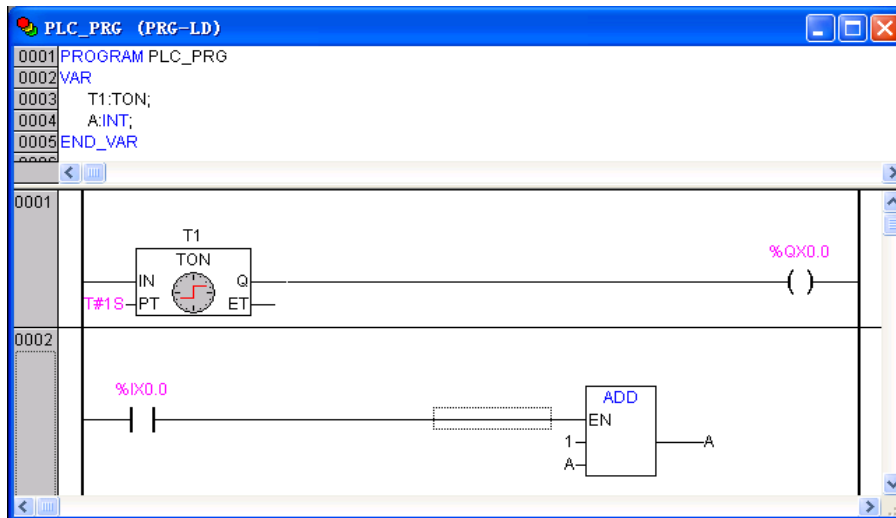 PLC_PRG (PRG-LD)
0001 PROGRAM PLC_PRG
0002 VAR
0003 T1:TON;
0004 A:INT;
0005 END_VAR
0001
T1
TON
%QX0.0
IN Q
T#1S PT ET
0002
%IX0.0
ADD
EN
1 A
A